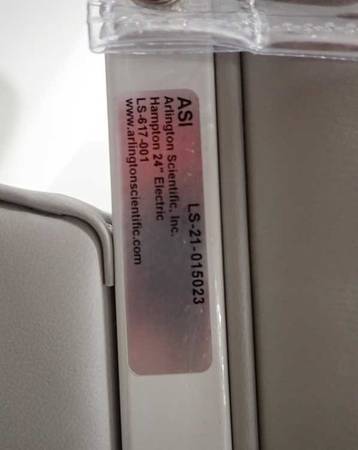 ASI
Arlington Scientific, Inc.
Hampton 24" Electric
LS-617-001
www.arlingtonscientific.com
LS-21-015023